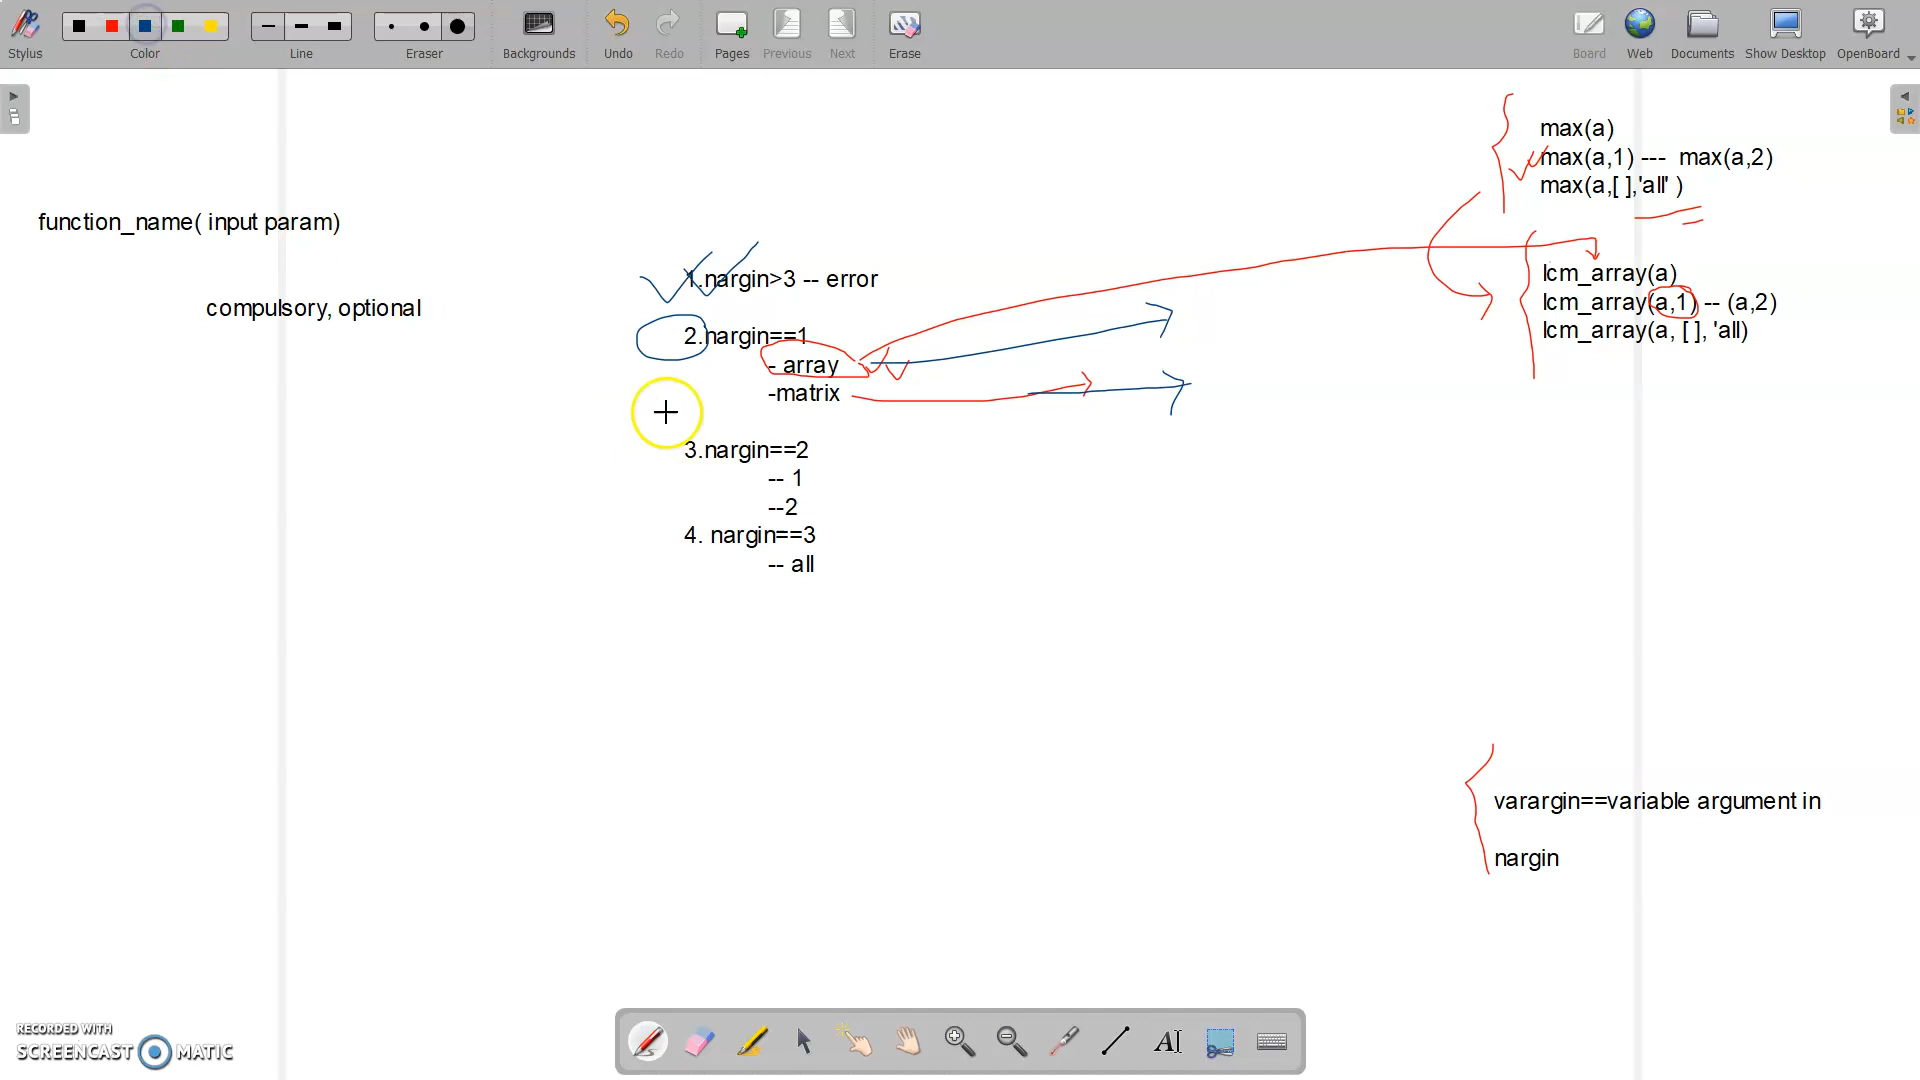 Stylus
Color
Line
Eraser
Backgrounds
Undo
Redo
Pages
Previous
Next
Erase
Board
Web
Documents
Show Desktop
OpenBoard
max(a)
max(a,1) --- max(a,2)
max(a,[ ],'all' )
function_name( input param)
compulsory, optional
1.nargin>3 -- error
2.nargin==1
- array
-matrix
3.nargin==2
-- 1
--2
4. nargin==3
-- all
lcm_array(a)
lcm_array(a,1) -- (a,2)
lcm_array(a, [ ], 'all)
varargin==variable argument in
nargin
RECORDED WITH
SCREENCAST MATIC